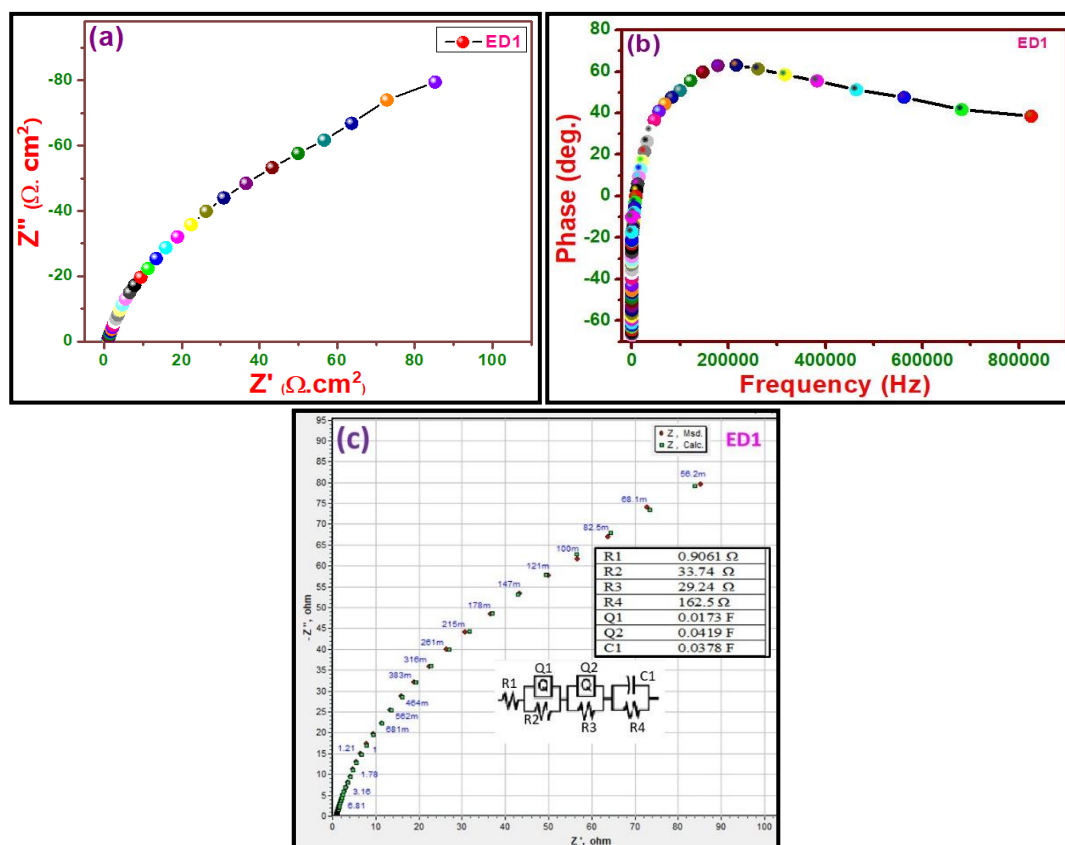 (a)
ED1
Z'' (Ω. cm²)
-80
-60
-40
-20
0
0 20 40 60 80 100
Z' (Ω.cm²)
(b)
ED1
Phase (deg.)
80
60
40
20
0
-20
-40
-60
0 200000 400000 600000 800000
Frequency (Hz)
(c)
Z , Msd.
Z , Calc.
ED1
-Z'', ohm
95
90
85
80
75
70
65
60
55
50
45
40
35
30
25
20
15
10
5
0
56.2m
68.1m
82.5m
100m
121m
147m
178m
215m
261m
316m
383m
464m
562m
681m
1
1.21
1.78
3.16
6.81
R1 0.9061 Ω
R2 33.74 Ω
R3 29.24 Ω
R4 162.5 Ω
Q1 0.0173 F
Q2 0.0419 F
C1 0.0378 F
Q1 Q2 C1
R1 Q Q
R2 R3 R4
0 10 20 30 40 50 60 70 80 90 100
Z', ohm